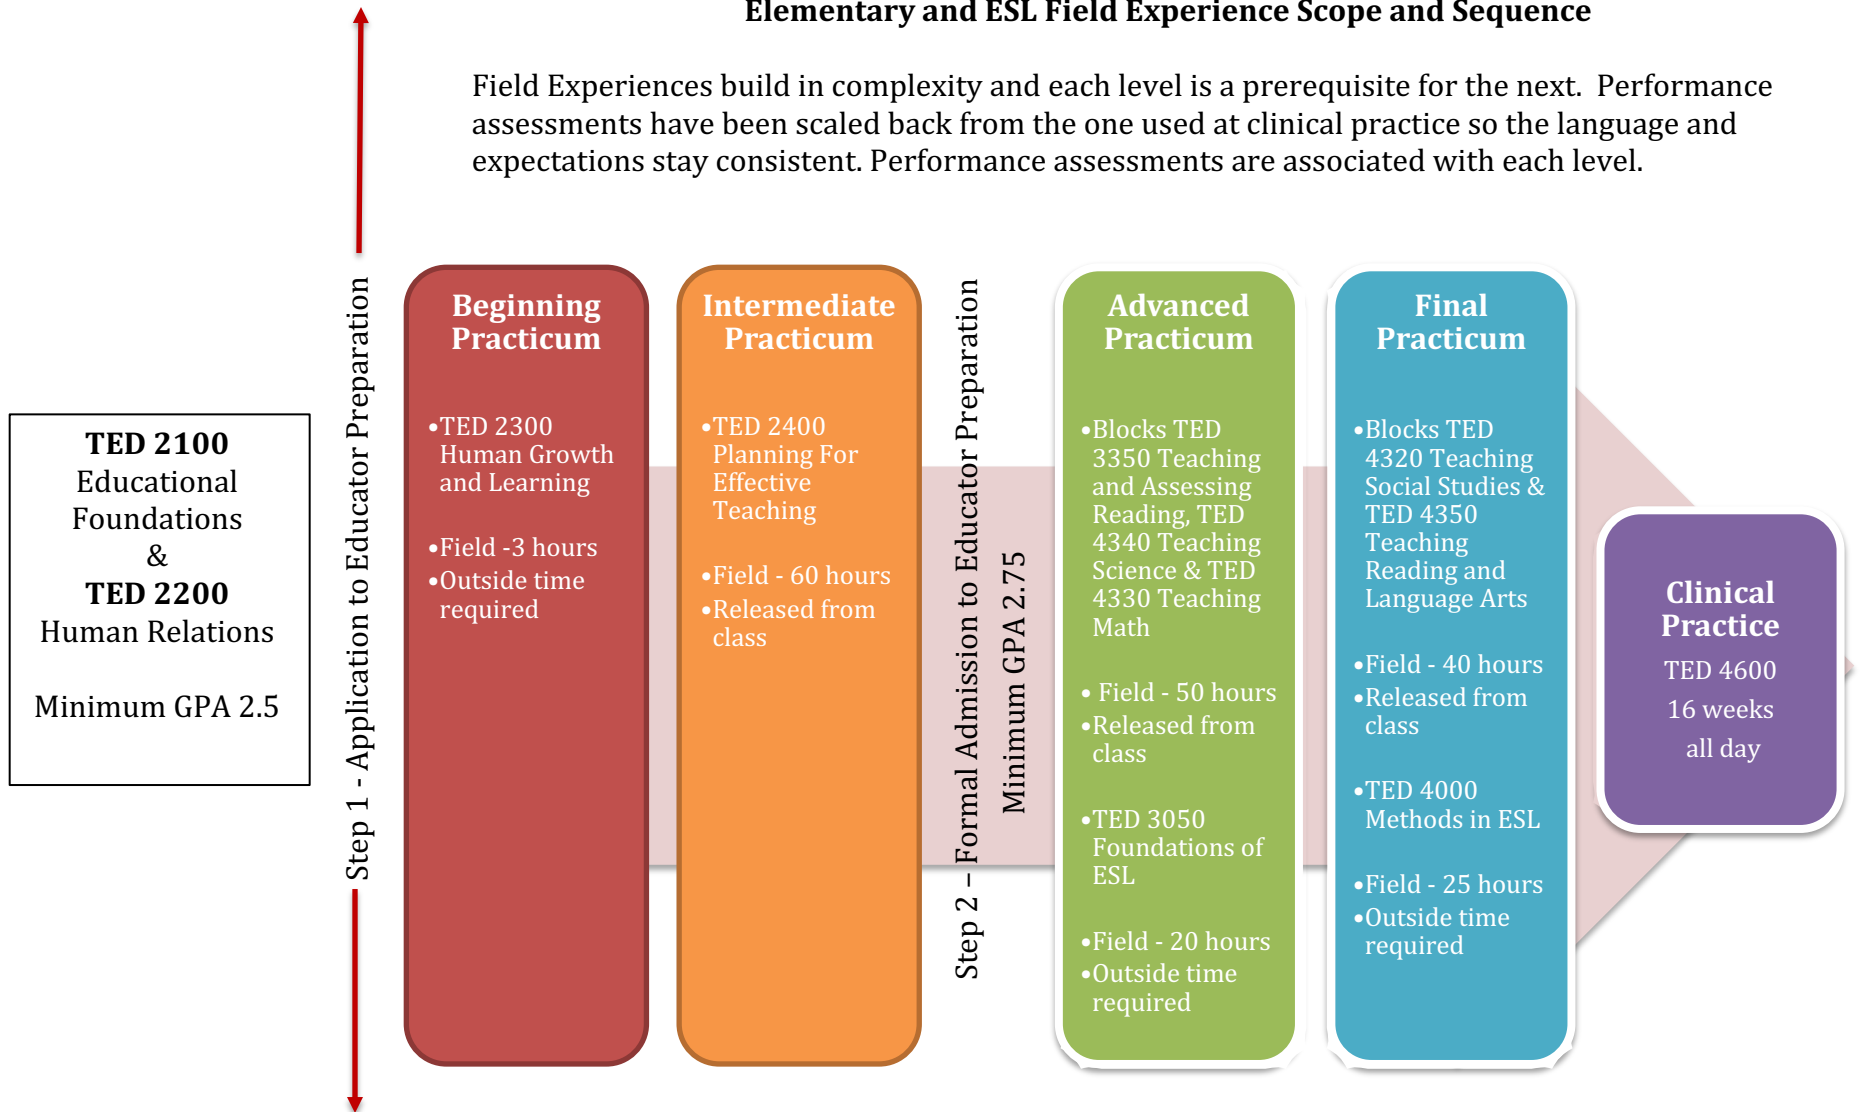 Elementary and ESL Field Experience Scope and Sequence
Field Experiences build in complexity and each level is a prerequisite for the next.  Performance
assessments have been scaled back from the one used at clinical practice so the language and
expectations stay consistent. Performance assessments are associated with each level.
TED 2100
Educational
Foundations
&
TED 2200
Human Relations
Minimum GPA 2.5
Step 1 - Application to Educator Preparation
Beginning
Practicum
•TED 2300
Human Growth
and Learning
•Field -3 hours
•Outside time
required
Intermediate
Practicum
•TED 2400
Planning For
Effective
Teaching
•Field - 60 hours
•Released from
class
Step 2 – Formal Admission to Educator Preparation
Minimum GPA 2.75
Advanced
Practicum
•Blocks TED
3350 Teaching
and Assessing
Reading, TED
4340 Teaching
Science & TED
4330 Teaching
Math
• Field - 50 hours
•Released from
class
•TED 3050
Foundations of
ESL
•Field - 20 hours
•Outside time
required
Final
Practicum
•Blocks TED
4320 Teaching
Social Studies &
TED 4350
Teaching
Reading and
Language Arts
•Field - 40 hours
•Released from
class
•TED 4000
Methods in ESL
•Field - 25 hours
•Outside time
required
Clinical
Practice
TED 4600
16 weeks
all day